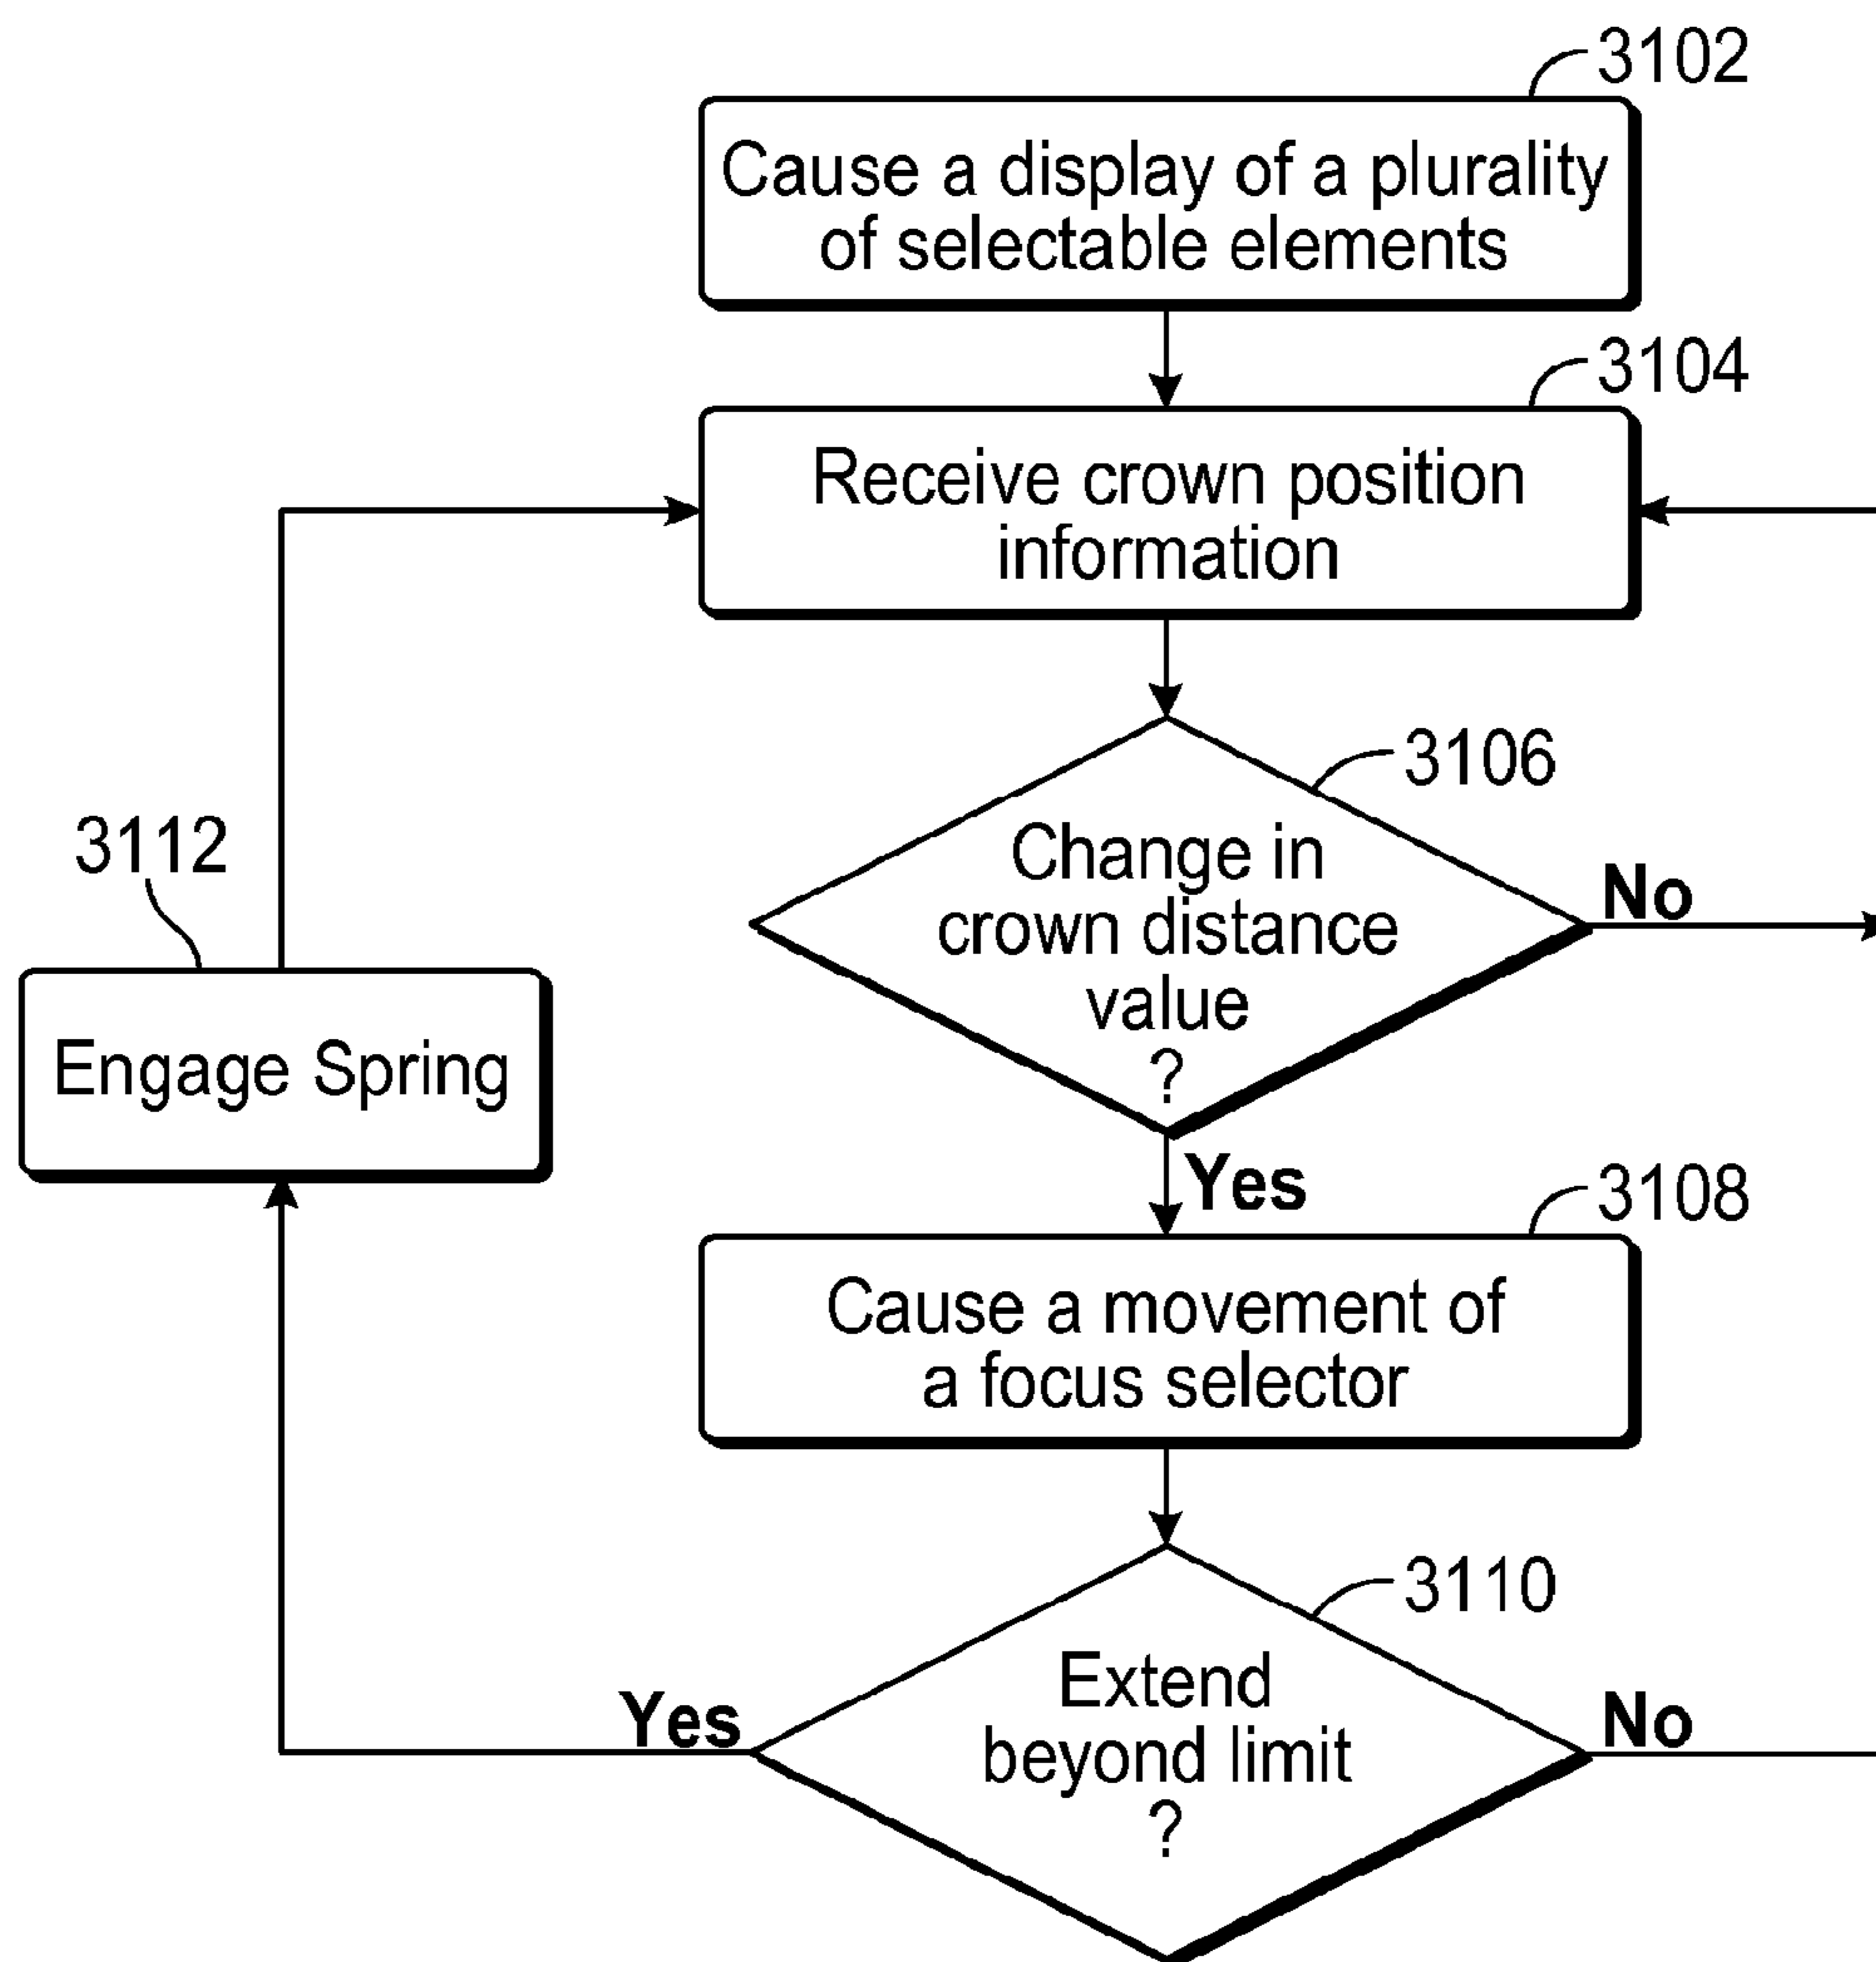 3102
Cause a display of a plurality
of selectable elements
3104
Receive crown position
information
3106
Change in
crown distance
value
?
No
3112
Engage Spring
Yes
3108
Cause a movement of
a focus selector
3110
Extend
beyond limit
?
Yes
No